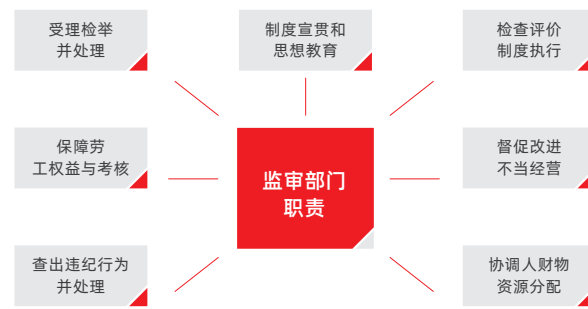 受理检举
并处理
制度宣贯和
思想教育
检查评价
制度执行
保障劳
工权益与考核
监审部门
职责
督促改进
不当经营
查出违纪行为
并处理
协调人财物
资源分配